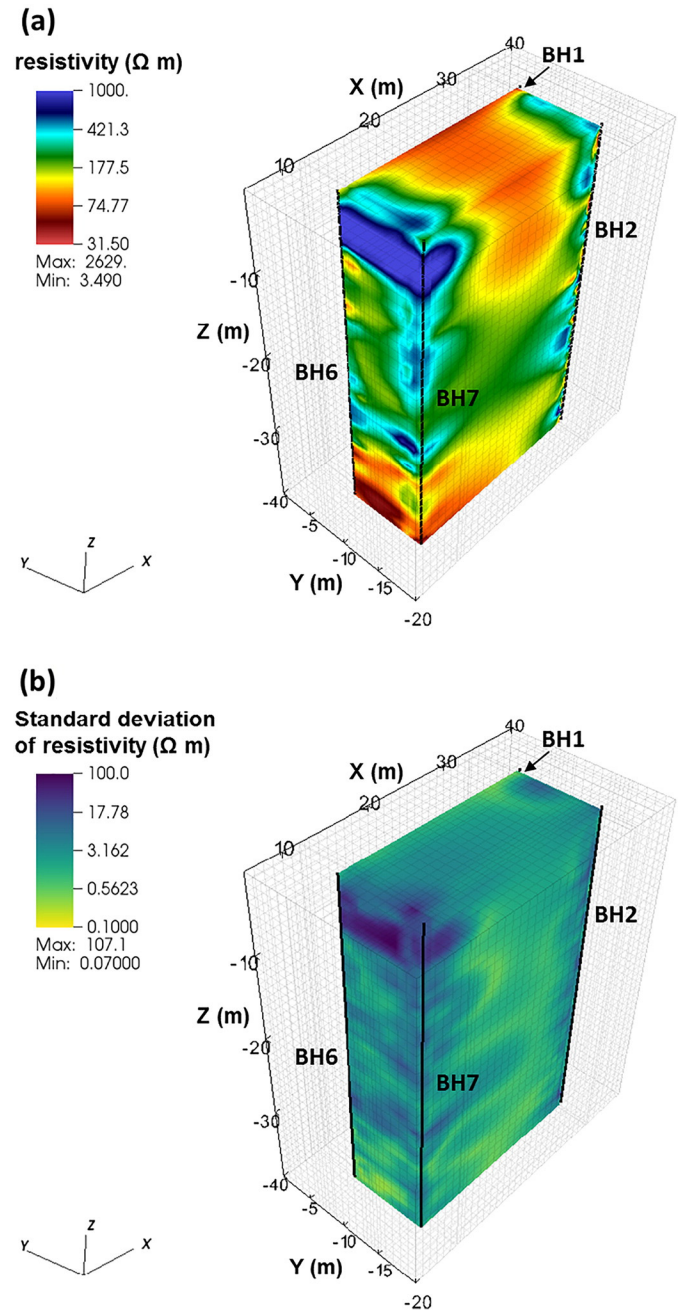 (a)
resistivity (Ω m)
1000.
421.3
177.5
74.77
31.50
Max: 2629.
Min: 3.490
X (m)
10
20
30
40
BH1
BH2
Z (m)
-10
-20
-30
-40
BH6
BH7
-5
-10
-15
-20
Y (m)
Y
Z
X
(b)
Standard deviation
of resistivity (Ω m)
100.0
17.78
3.162
0.5623
0.1000
Max: 107.1
Min: 0.07000
X (m)
10
20
30
40
BH1
BH2
Z (m)
-10
-20
-30
-40
BH6
BH7
-5
-10
-15
-20
Y (m)
Y
Z
X